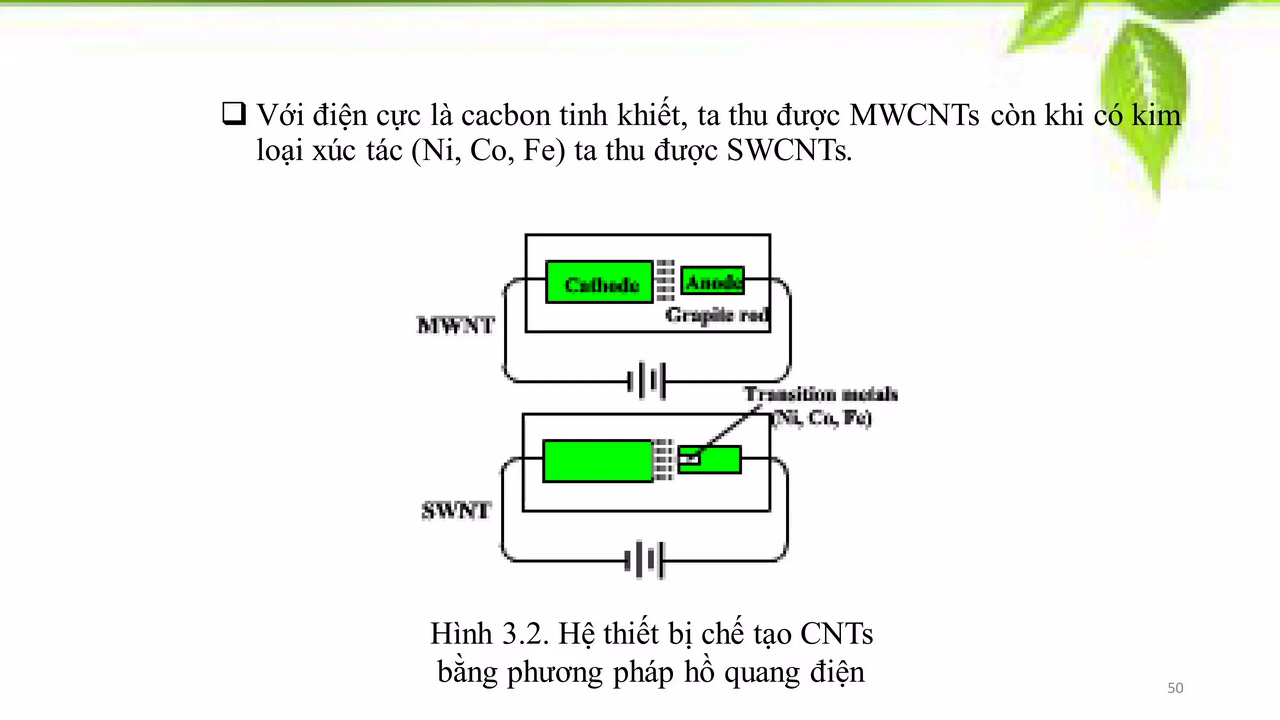 Với điện cực là cacbon tinh khiết, ta thu được MWCNTs còn khi có kim
loại xúc tác (Ni, Co, Fe) ta thu được SWCNTs.
Cathode
Anode
Grapite rod
MWNT
Transition metals
(Ni, Co, Fe)
SWNT
Hình 3.2. Hệ thiết bị chế tạo CNTs
bằng phương pháp hồ quang điện
50